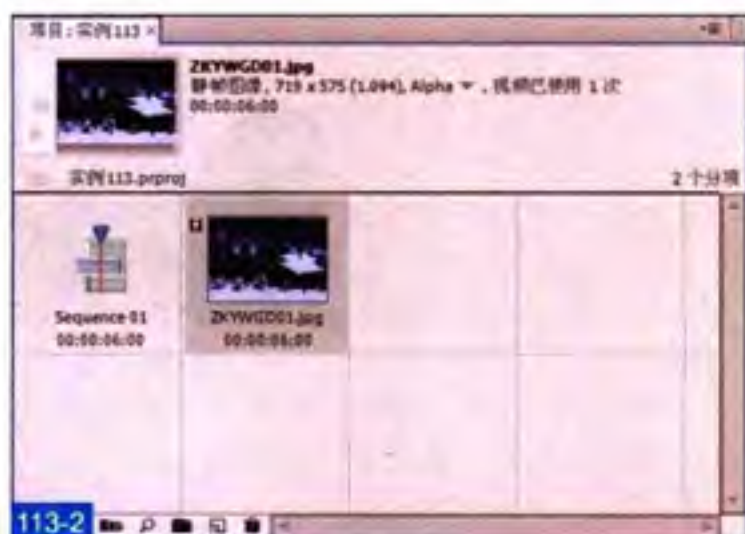 项目:实例113 ×
ZKYWGD01.jpg
静帧图像, 719 x 575 (1.094), Alpha ▼ , 视频已使用 1 次
00:00:06:00
实例113.prproj
2 个分项
Sequence 01
00:00:06:00
ZKYWGD01.jpg
00:00:06:00
113-2